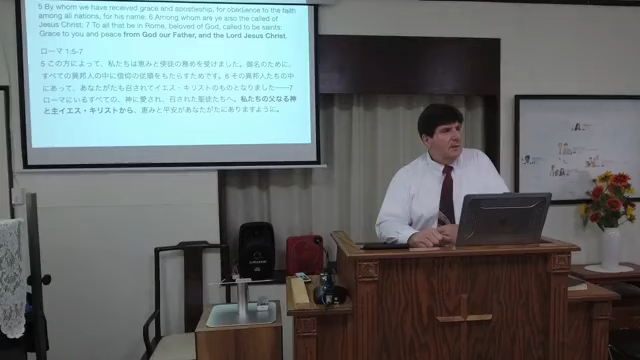 5 By whom we have received grace and apostleship, for obedience to the faith
among all nations, for his name: 6 Among whom are ye also the called of
Jesus Christ: 7 To all that be in Rome, beloved of God, called to be saints:
Grace to you and peace from God our Father, and the Lord Jesus Christ.
ローマ 1:5-7
5 この方によって、私たちは恵みと使徒の務めを受けました。御名のために、
すべての異邦人の中に信仰の従順をもたらすためです。6 その異邦人たちの中
にあって、あなたがたも召されてイエス・キリストのものとなりました──7
ローマにいるすべての、神に愛され、召された聖徒たちへ。私たちの父なる神
と主イエス・キリストから、恵みと平安があなたがたにありますように。